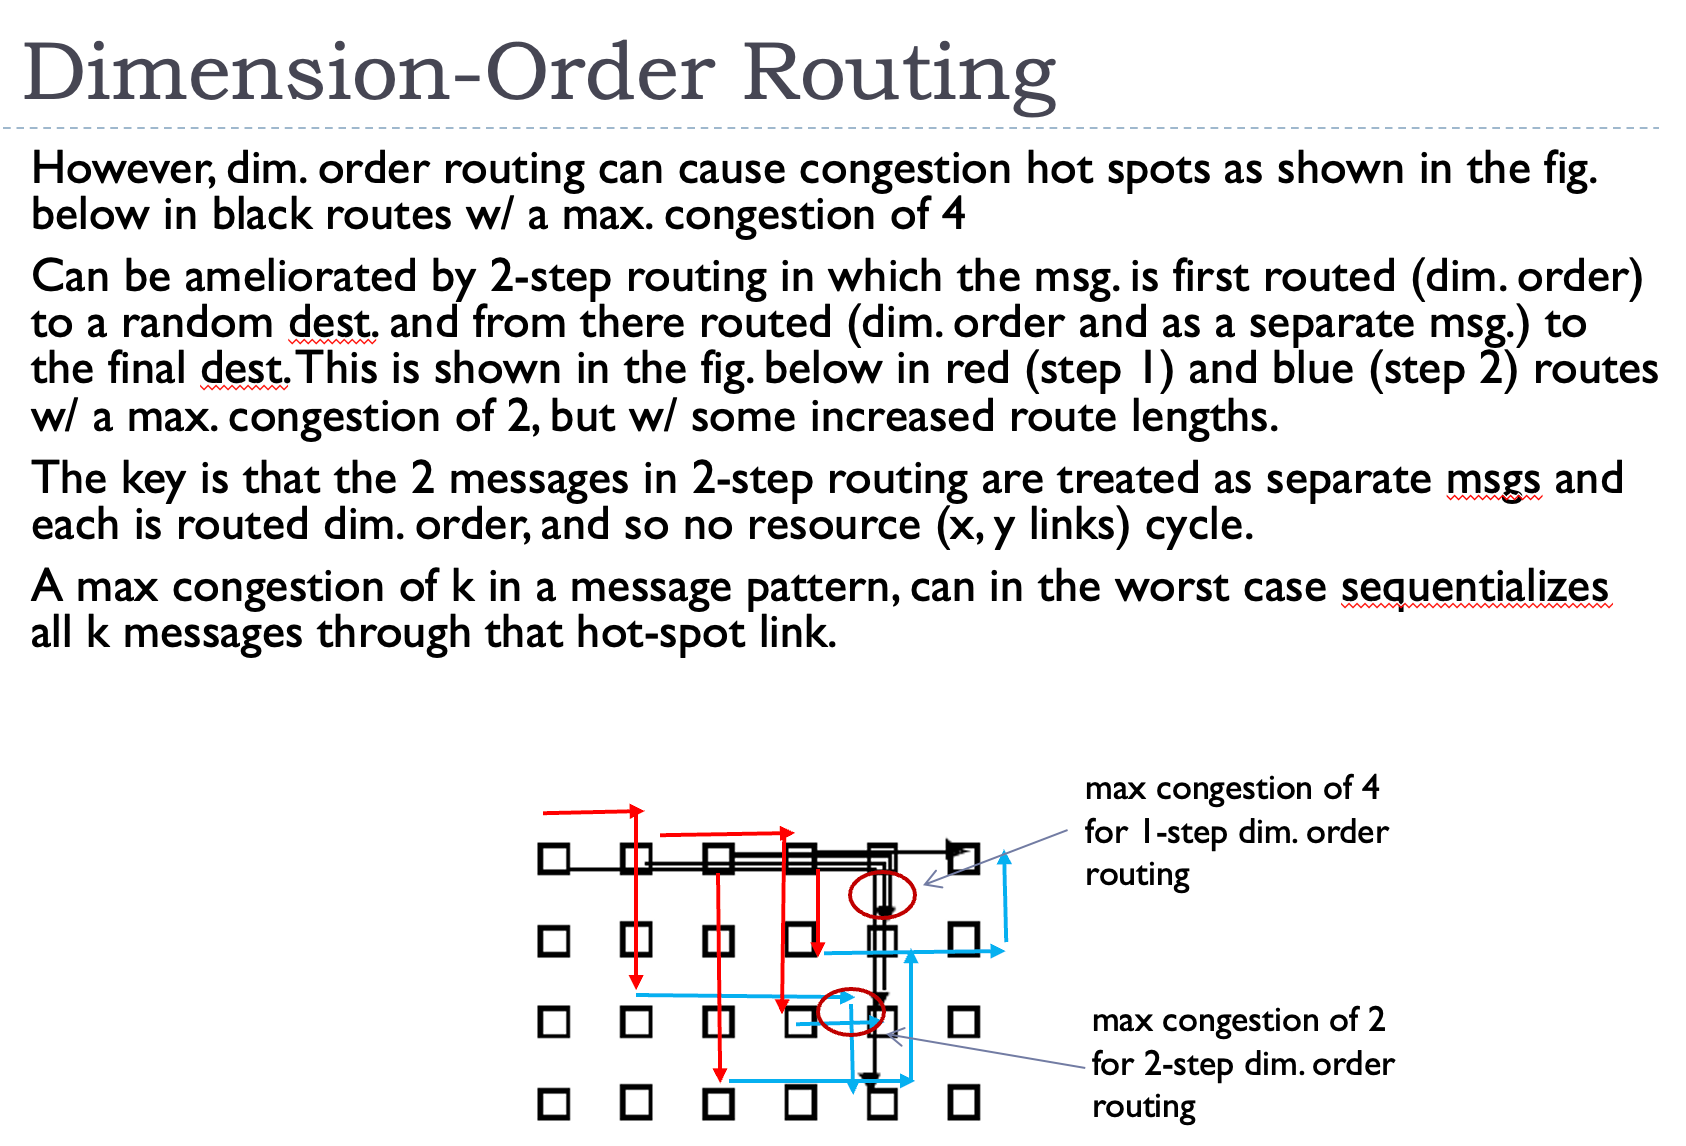 Dimension-Order Routing
However, dim. order routing can cause congestion hot spots as shown in the fig.
below in black routes w/ a max. congestion of 4
Can be ameliorated by 2-step routing in which the msg. is first routed (dim. order)
to a random dest. and from there routed (dim. order and as a separate msg.) to
the final dest. This is shown in the fig. below in red (step 1) and blue (step 2) routes
w/ a max. congestion of 2, but w/ some increased route lengths.
The key is that the 2 messages in 2-step routing are treated as separate msgs and
each is routed dim. order, and so no resource (x, y links) cycle.
A max congestion of k in a message pattern, can in the worst case sequentializes
all k messages through that hot-spot link.
max congestion of 4
for 1-step dim. order
routing
max congestion of 2
for 2-step dim. order
routing